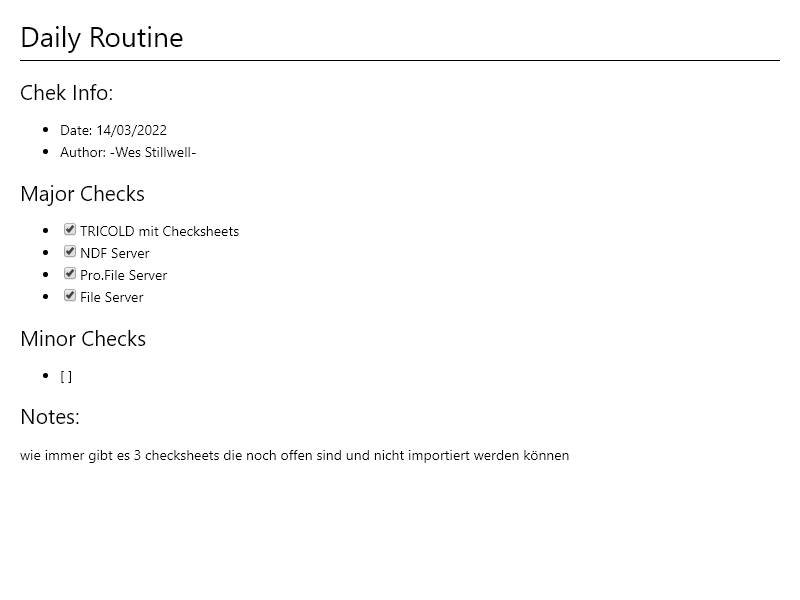 Daily Routine
Chek Info:
Date: 14/03/2022
Author: -Wes Stillwell-
Major Checks
TRICOLD mit Checksheets
NDF Server
Pro.File Server
File Server
Minor Checks
[ ]
Notes:
wie immer gibt es 3 checksheets die noch offen sind und nicht importiert werden können